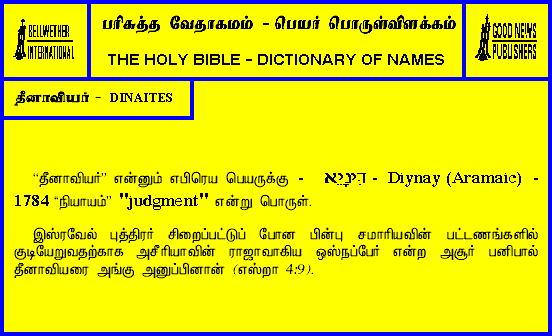 BELLWETHER
INTERNATIONAL
பரிசுத்த வேதாகமம் - பெயர் பொருள்விளக்கம்
THE HOLY BIBLE - DICTIONARY OF NAMES
GOOD NEWS
PUBLISHERS
தீனாவியர் - DINAITES
“தீனாவியர்” என்னும் எபிரெய பெயருக்கு - דִּינָיֵא - Diynay (Aramaic) -
1784 “நியாயம்” "judgment" என்று பொருள்.
இஸ்ரவேல் புத்திரர் சிறைப்பட்டுப் போன பின்பு சமாரியாவின் பட்டணங்களில்
குடியேறுவதற்காக அசீரியாவின் ராஜாவாகிய ஒஸ்நப்பேர் என்ற அசூர் பனிபால்
தீனாவியரை அங்கு அனுப்பினான் (எஸ்றா 4:9).